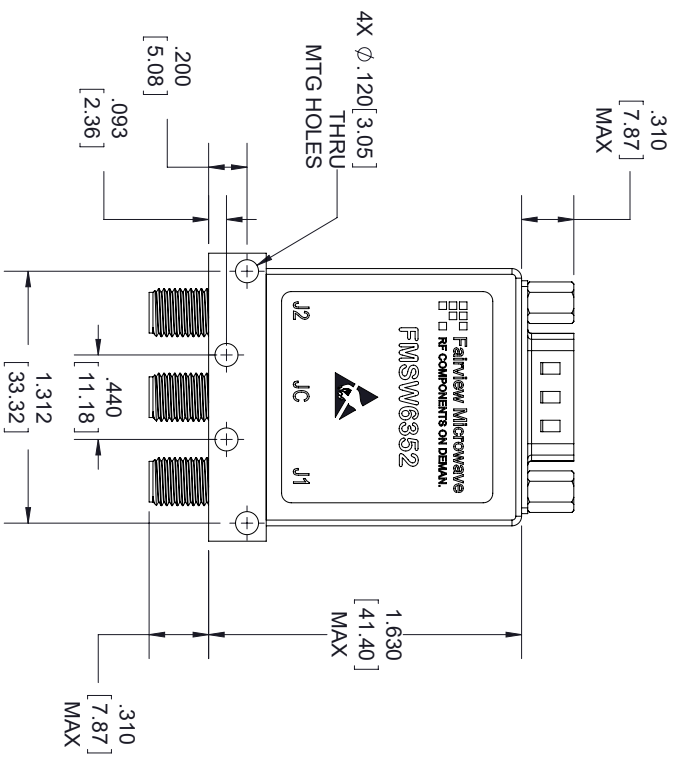 .310
[7.87]
MAX
4X Ø.120[3.05]
THRU
MTG HOLES
.200
[5.08]
.093
[2.36]
Fairview Microwave
RF COMPONENTS ON DEMAN.
FMSW6352
J2
JC
J1
.440
[11.18]
1.312
[33.32]
1.630
[41.40]
MAX
.310
[7.87]
MAX